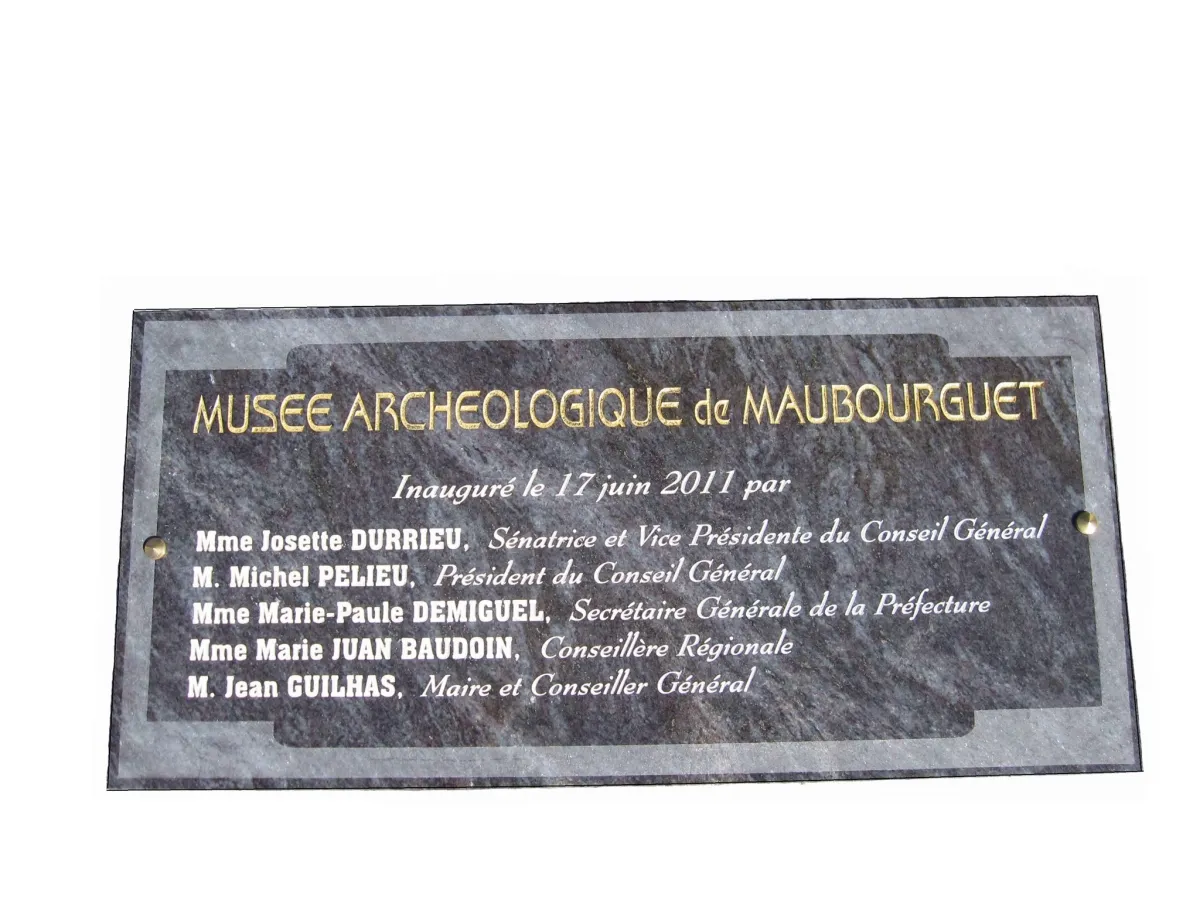 MUSEE ARCHEOLOGIQUE de MAUBOURGUET
Inauguré le 17 juin 2011 par
Mme Josette DURRIEU, Sénatrice et Vice Présidente du Conseil Général
M. Michel PELIEU, Président du Conseil Général
Mme Marie-Paule DEMIGUEL, Secrétaire Générale de la Préfecture
Mme Marie JUAN BAUDOIN, Conseillère Régionale
M. Jean GUILHAS, Maire et Conseiller Général